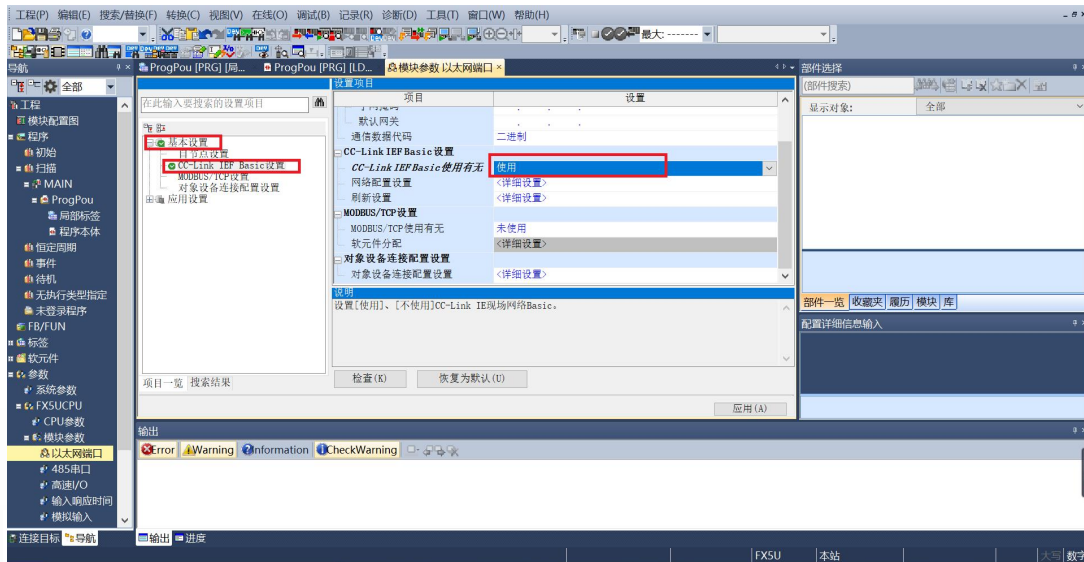 工程(P) 编辑(E) 搜索/替换(F) 转换(C) 视图(V) 在线(O) 调试(B) 记录(R) 诊断(D) 工具(T) 窗口(W) 帮助(H)
最大: -------
导航
全部
工程
模块配置图
程序
初始
扫描
MAIN
ProgPou
局部标签
程序本体
恒定周期
事件
待机
无执行类型指定
未登录程序
FB/FUN
标签
软元件
参数
系统参数
FX5UCPU
CPU参数
模块参数
以太网端口
485串口
高速I/O
输入响应时间
模拟输入
连接目标 导航
ProgPou [PRG] [局... ProgPou [PRG] [LD... 模块参数 以太网端口 ×
在此输入要搜索的设置项目
基本设置
自节点设置
CC-Link IEF Basic设置
MODBUS/TCP设置
对象设备连接配置设置
应用设置
项目一览 搜索结果
设置项目
项目 设置
子网掩码 . . .
默认网关 . . .
通信数据代码 二进制
CC-Link IEF Basic设置
CC-Link IEF Basic使用有无 使用
网络配置设置 <详细设置>
刷新设置 <详细设置>
MODBUS/TCP设置
MODBUS/TCP使用有无 未使用
软元件分配 <详细设置>
对象设备连接配置设置
对象设备连接配置设置 <详细设置>
说明
设置[使用]、[不使用]CC-Link IE现场网络Basic。
检查(K) 恢复为默认(U)
应用(A)
输出
Error Warning Information CheckWarning
输出 进度
部件选择
(部件搜索)
显示对象: 全部
部件一览 收藏夹 履历 模块 库
配置详细信息输入
FX5U 本站 大写 数字